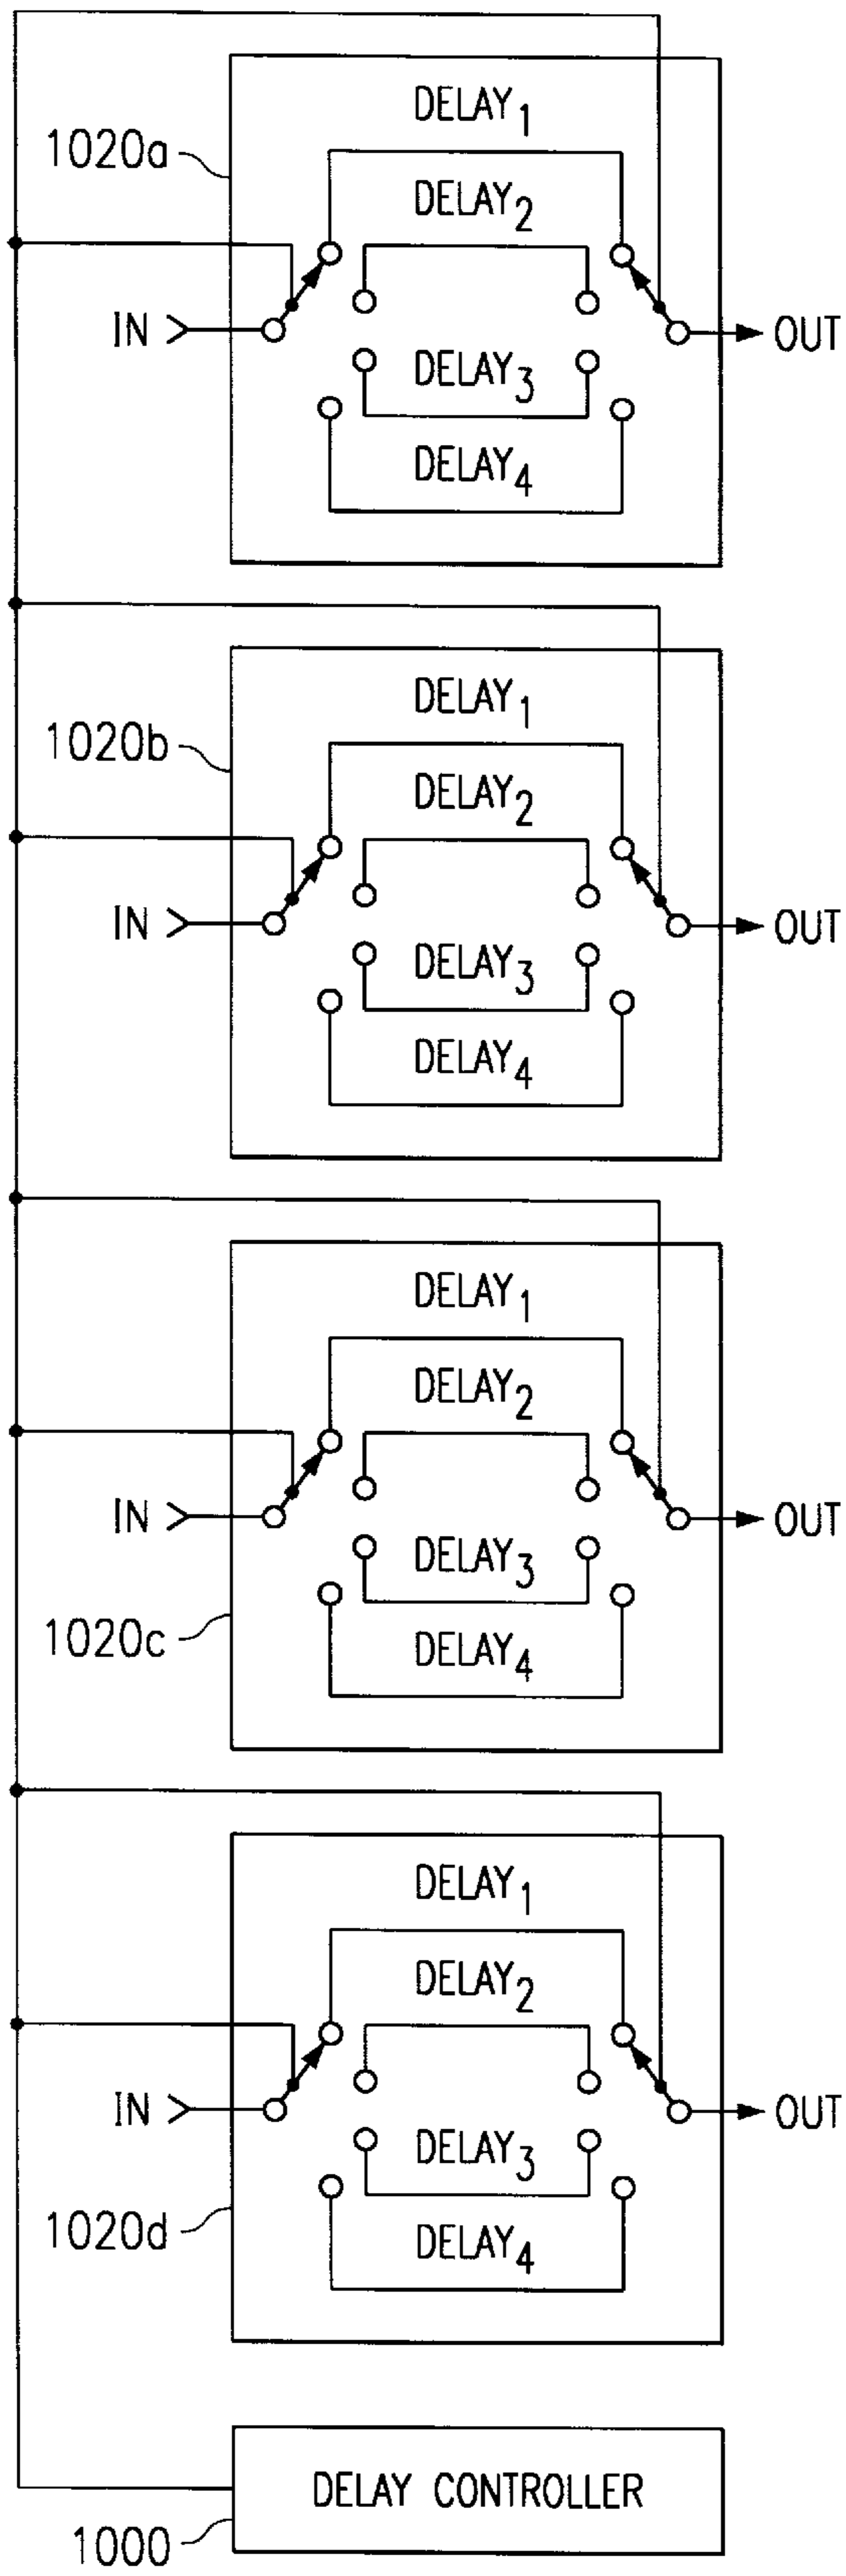 DELAY1
1020a
DELAY2
IN
OUT
DELAY3
DELAY4
DELAY1
1020b
DELAY2
IN
OUT
DELAY3
DELAY4
DELAY1
DELAY2
IN
OUT
DELAY3
1020c
DELAY4
DELAY1
DELAY2
IN
OUT
DELAY3
1020d
DELAY4
DELAY CONTROLLER
1000